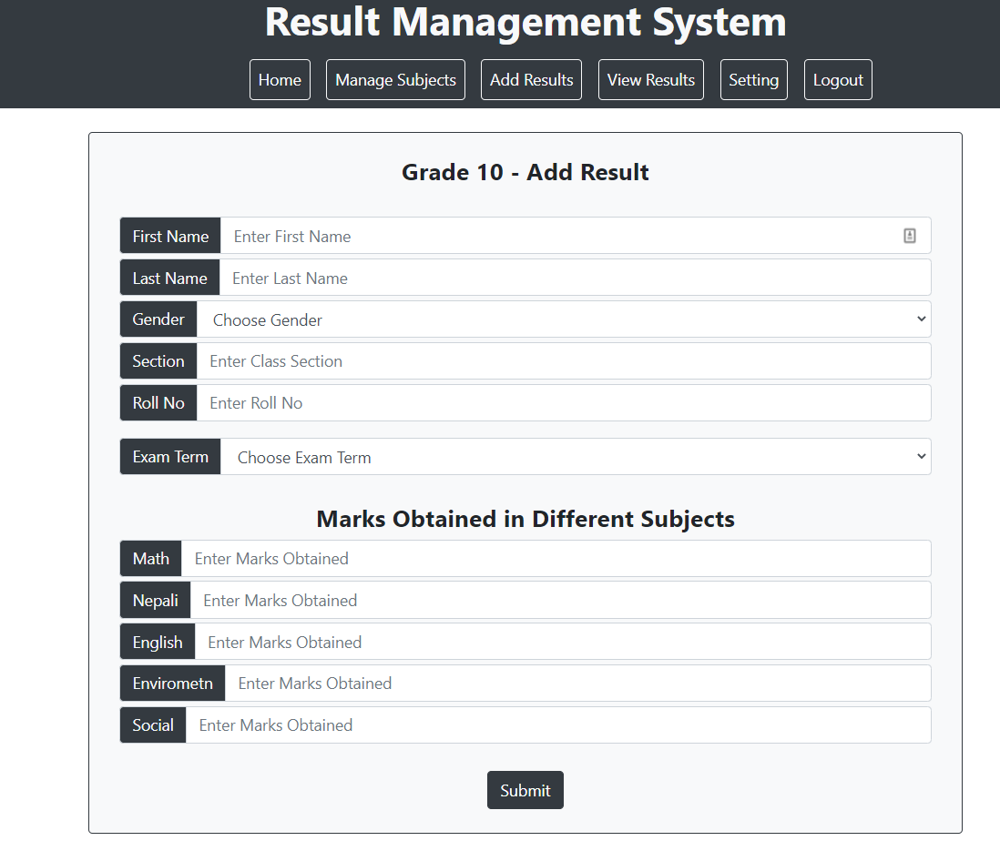 Result Management System
Home Manage Subjects Add Results View Results Setting Logout
Grade 10 - Add Result
First Name Enter First Name
Last Name Enter Last Name
Gender Choose Gender
Section Enter Class Section
Roll No Enter Roll No
Exam Term Choose Exam Term
Marks Obtained in Different Subjects
Math Enter Marks Obtained
Nepali Enter Marks Obtained
English Enter Marks Obtained
Envirometn Enter Marks Obtained
Social Enter Marks Obtained
Submit